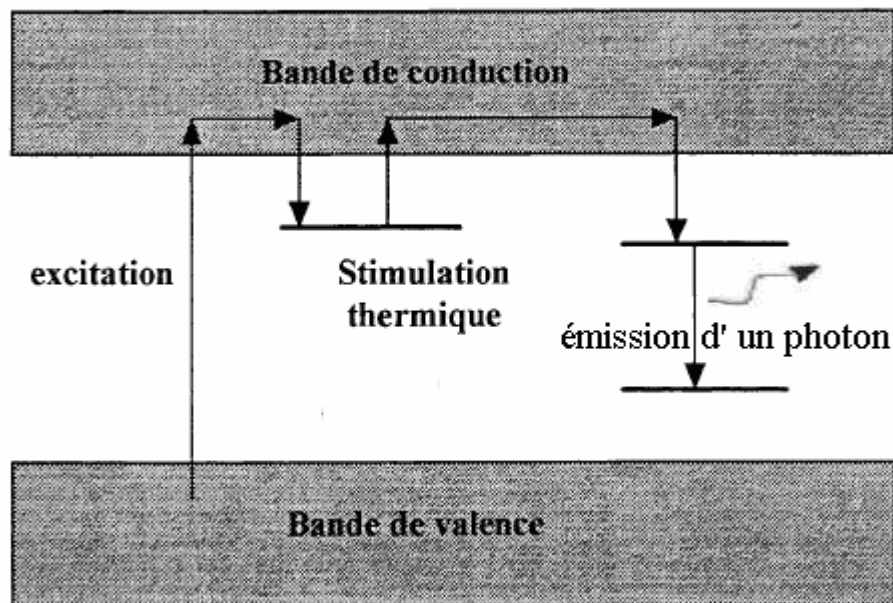 Bande de conduction
excitation
Stimulation
thermique
émission d' un photon
Bande de valence